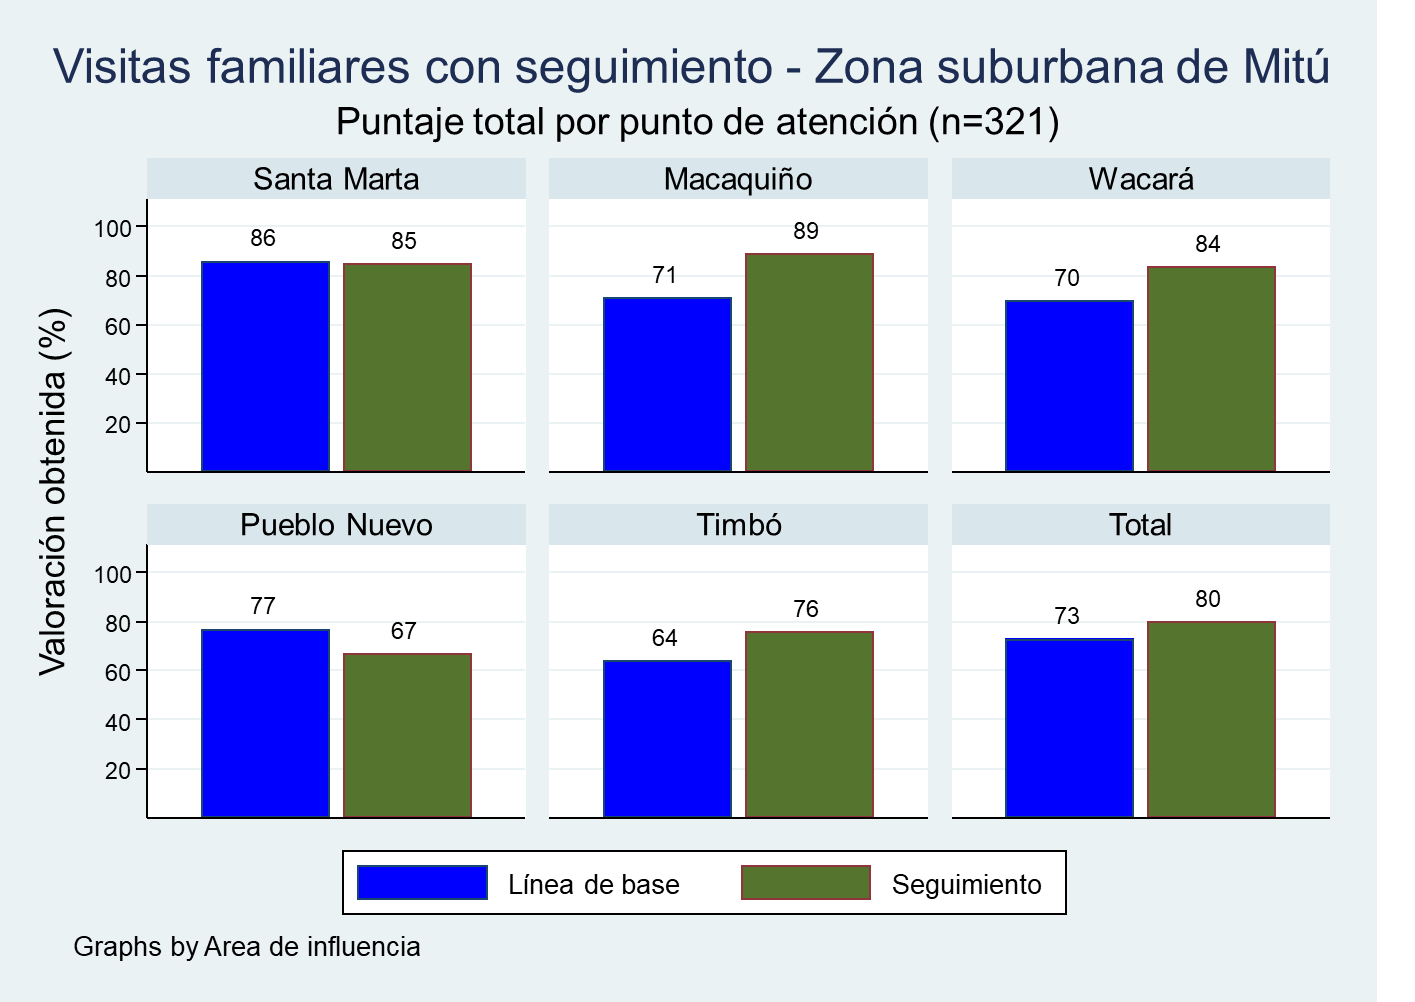 Visitas familiares con seguimiento - Zona suburbana de Mitú
Puntaje total por punto de atención (n=321)
Santa Marta
Macaquiño
Wacará
Valoración obtenida (%)
100
80
60
40
20
86
85
71
89
70
84
Pueblo Nuevo
Timbó
Total
100
80
60
40
20
77
67
64
76
73
80
Línea de base
Seguimiento
Graphs by Area de influencia